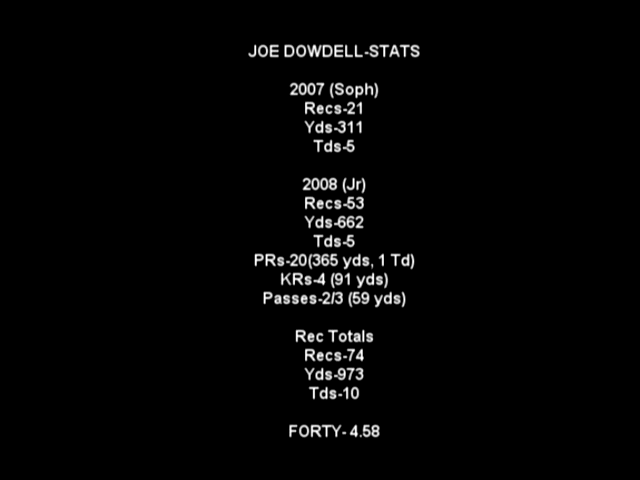 JOE DOWDELL-STATS
2007 (Soph)
Recs-21
Yds-311
Tds-5
2008 (Jr)
Recs-53
Yds-662
Tds-5
PRs-20(365 yds, 1 Td)
KRs-4 (91 yds)
Passes-2/3 (59 yds)
Rec Totals
Recs-74
Yds-973
Tds-10
FORTY- 4.58